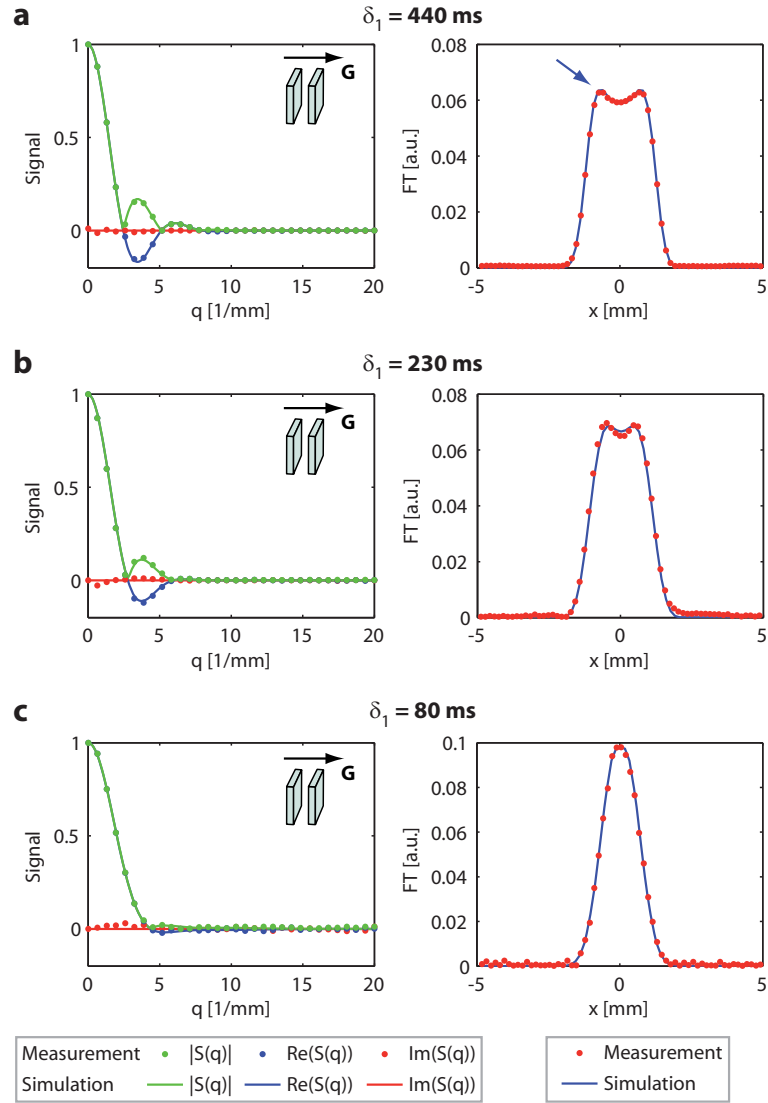 a
δ₁ = 440 ms
Signal
1
0.5
0
G
0 5 10 15 20
q [1/mm]
FT [a.u.]
0.08
0.06
0.04
0.02
0
-5 0 5
x [mm]
b
δ₁ = 230 ms
Signal
1
0.5
0
G
0 5 10 15 20
q [1/mm]
FT [a.u.]
0.08
0.06
0.04
0.02
0
-5 0 5
x [mm]
c
δ₁ = 80 ms
Signal
1
0.5
0
G
0 5 10 15 20
q [1/mm]
FT [a.u.]
0.1
0.08
0.06
0.04
0.02
0
-5 0 5
x [mm]
Measurement |S(q)| Re(S(q)) Im(S(q))
Simulation |S(q)| Re(S(q)) Im(S(q))
Measurement
Simulation